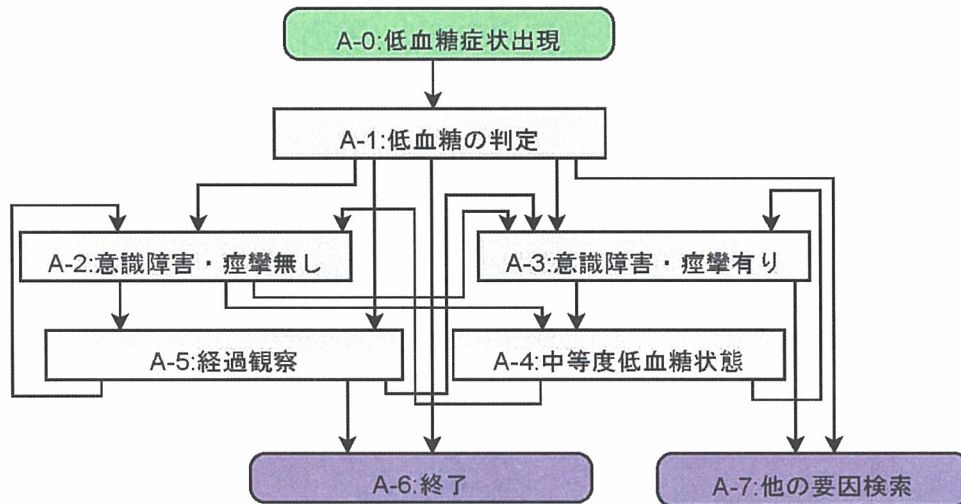 A-0:低血糖症状出現
A-1:低血糖の判定
A-2:意識障害・痙攣無し
A-3:意識障害・痙攣有り
A-5:経過観察
A-4:中等度低血糖状態
A-6:終了
A-7:他の要因検索